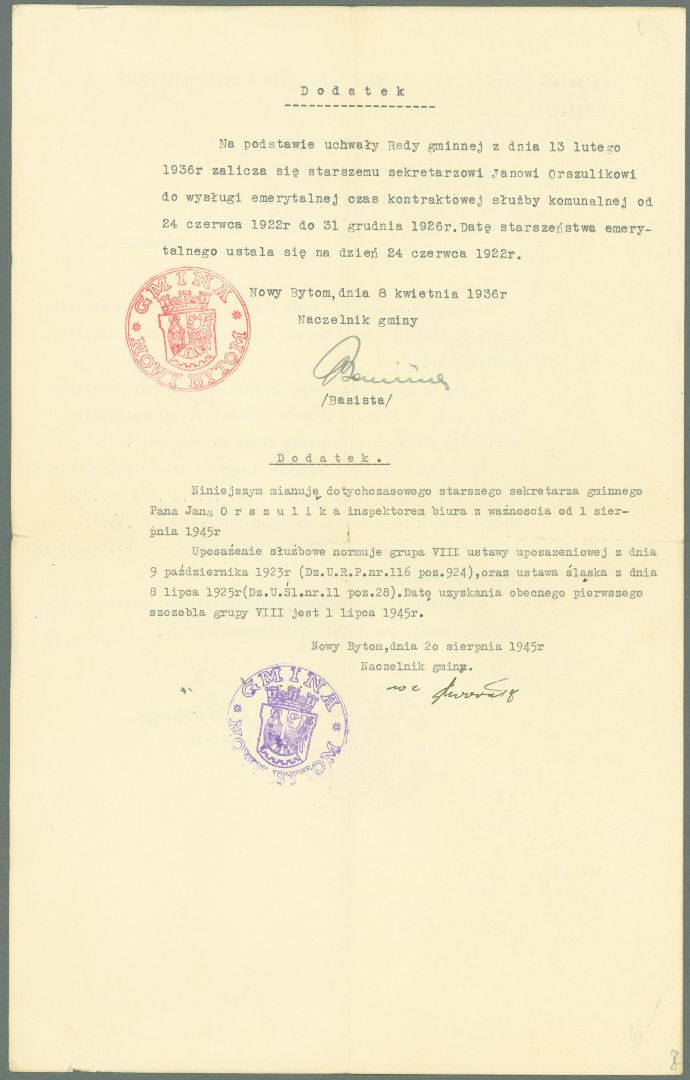 D o d a t e k
Na podstawie uchwały Rady gminnej z dnia 13 lutego
1936r zalicza się starszemu sekretarzowi Janowi Orszulikowi
do wysługi emerytalnej czas kontraktowej służby komunalnej od
24 czerwca 1922r do 31 grudnia 1926r.Datę starszeństwa emery-
talnego ustala się na dzień 24 czerwca 1922r.
Nowy Bytom,dnia 8 kwietnia 1936r
Naczelnik gminy
GMINA
NOWY BYTOM
/Basista/
D o d a t e k .
Niniejszym mianuję dotychczasowego starszego sekretarza gminnego
Pana Jana O r s z u l i k a inspektorem biura z ważnoscia od 1 sier-
pnia 1945r
Uposażenie służbowe normuje grupa VIII ustawy uposazeniowej z dnia
9 października 1923r (Dz.U.R.P.nr.116 poz.924),oraz ustawa śląska z dnia
8 lipca 1925r(Dz.U.Śl.nr.11 poz.28).Datę uzyskania obecnego pierwszego
szczebla grupy VIII jest 1 lipca 1945r.
Nowy Bytom,dnia 2o sierpnia 1945r
Naczelnik gminy.
GMINA
NOWY BYTOM